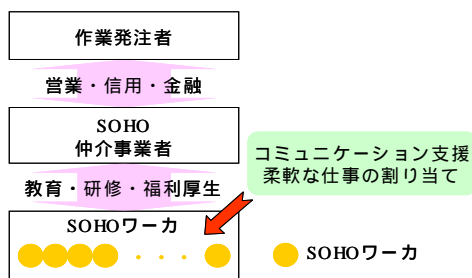 作業発注者
営業・信用・金融
SOHO
仲介事業者
コミュニケーション支援
柔軟な仕事の割り当て
教育・研修・福利厚生
SOHOワーカ
・・・
SOHOワーカ